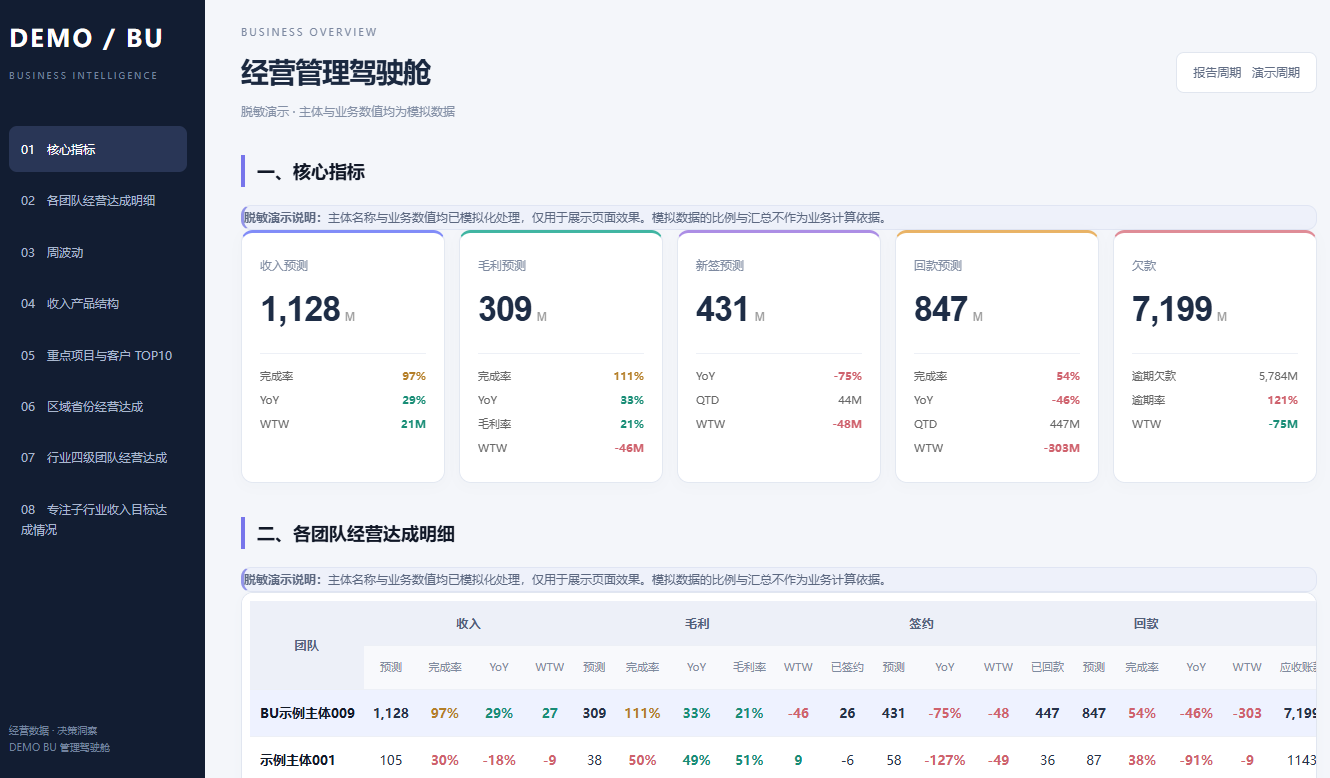 DEMO / BU
BUSINESS INTELLIGENCE
01 核心指标
02 各团队经营达成明细
03 周波动
04 收入产品结构
05 重点项目与客户 TOP10
06 区域省份经营达成
07 行业四级团队经营达成
08 专注子行业收入目标达
成情况
经营数据 · 决策洞察
DEMO BU 管理驾驶舱
BUSINESS OVERVIEW
经营管理驾驶舱
脱敏演示 · 主体与业务数值均为模拟数据
报告周期 演示周期
一、核心指标
脱敏演示说明：主体名称与业务数值均已模拟化处理，仅用于展示页面效果。模拟数据的比例与汇总不作为业务计算依据。
收入预测
1,128 M
完成率 97%
YoY 29%
WTW 21M
毛利预测
309 M
完成率 111%
YoY 33%
毛利率 21%
WTW -46M
新签预测
431 M
YoY -75%
QTD 44M
WTW -48M
回款预测
847 M
完成率 54%
YoY -46%
QTD 447M
WTW -303M
欠款
7,199 M
逾期欠款 5,784M
逾期率 121%
WTW -75M
二、各团队经营达成明细
脱敏演示说明：主体名称与业务数值均已模拟化处理，仅用于展示页面效果。模拟数据的比例与汇总不作为业务计算依据。
团队 收入 毛利 签约 回款
预测 完成率 YoY WTW 预测 完成率 YoY 毛利率 WTW 已签约 预测 YoY WTW 已回款 预测 完成率 YoY WTW 应收账
BU示例主体009 1,128 97% 29% 27 309 111% 33% 21% -46 26 431 -75% -48 447 847 54% -46% -303 7,199
示例主体001 105 30% -18% -9 38 50% 49% 51% 9 -6 58 -127% -49 36 87 38% -91% -9 1143